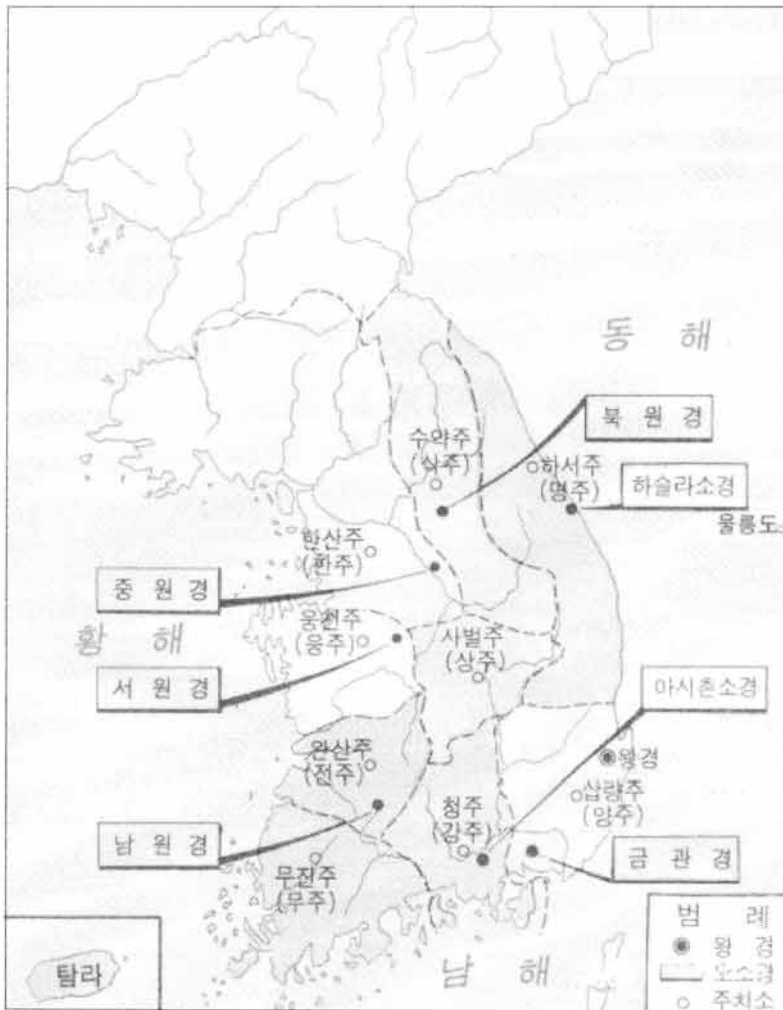 동 해
북 원 경
수약주
(삭주)
하서주
(명주)
하슬라소경
울릉도
한산주
(한주)
중 원 경
황 해
웅천주
(웅주)
사벌주
(상주)
서 원 경
아시촌소경
완산주
(전주)
왕경
삽량주
(양주)
청주
(강주)
남 원 경
무진주
(무주)
금 관 경
탐라
남 해
범 례
왕 경
도소경
주치소